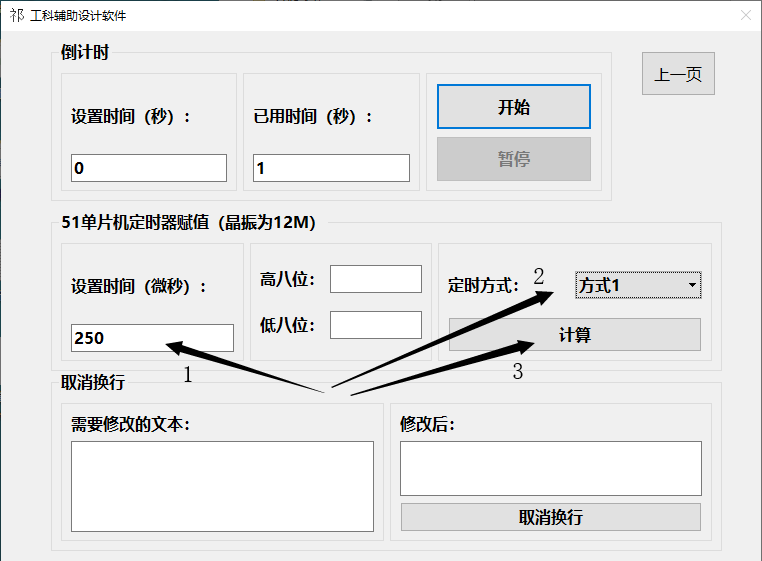 祁 工科辅助设计软件
倒计时
上一页
设置时间（秒）：
0
已用时间（秒）：
1
开始
暂停
51单片机定时器赋值（晶振为12M）
设置时间（微秒）：
250
高八位：
低八位：
定时方式：
2
方式1
计算
1
3
取消换行
需要修改的文本：
修改后：
取消换行